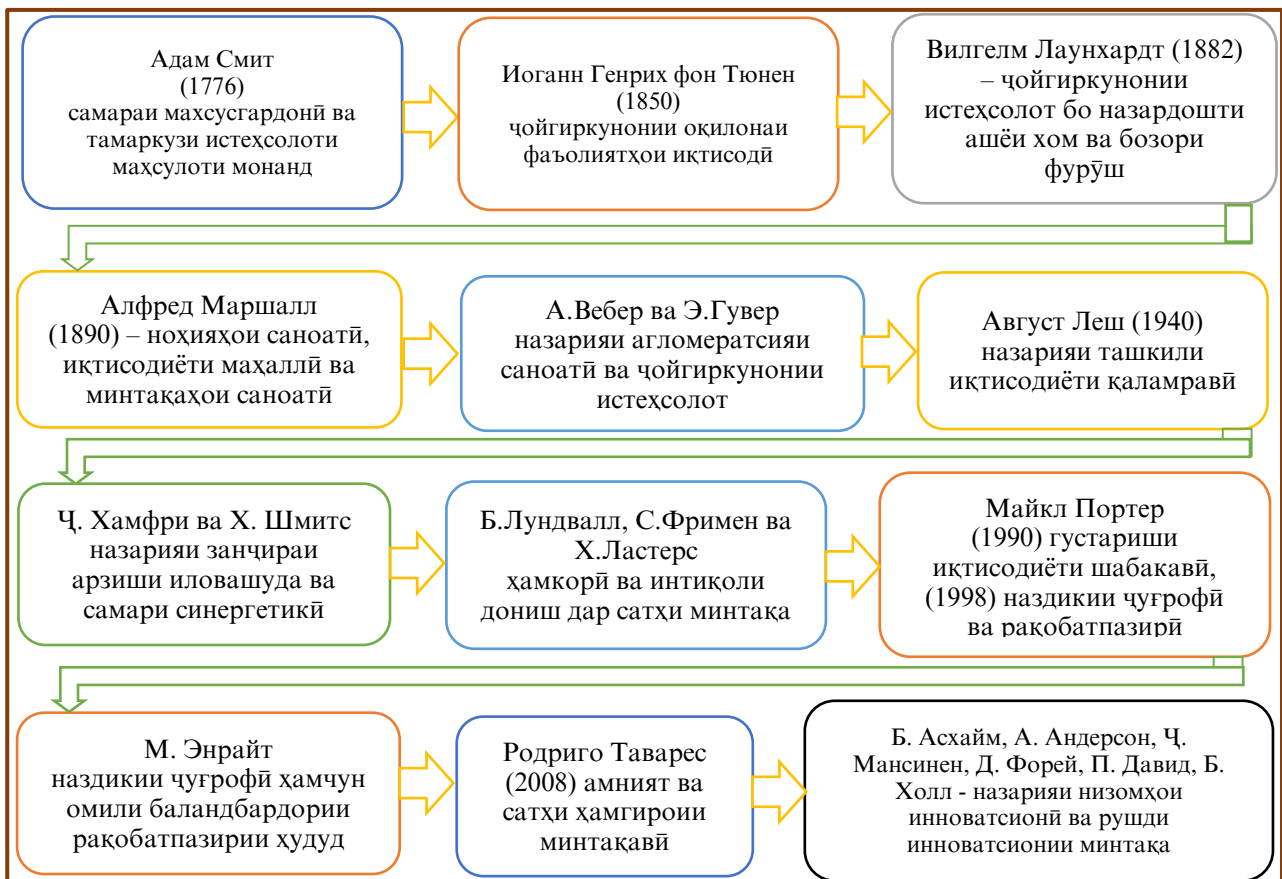 Адам Смит
(1776)
самараи махсусгардонӣ ва
тамаркузи истеҳсолоти
маҳсулоти монанд
Иоганн Генрих фон Тюнен
(1850)
ҷойгиркунонии оқилонаи
фаъолиятҳои иқтисодӣ
Вилгелм Лаунхардт (1882)
– ҷойгиркунонии
истеҳсолот бо назардошти
ашёи хом ва бозори
фурӯш
Алфред Маршалл
(1890) – ноҳияҳои саноатӣ,
иқтисодиёти маҳаллӣ ва
минтақаҳои саноатӣ
А.Вебер ва Э.Гувер
назарияи агломератсияи
саноатӣ ва ҷойгиркунонии
истеҳсолот
Август Леш (1940)
назарияи ташкили
иқтисодиёти қаламравӣ
Ҷ. Хамфри ва Х. Шмитс
назарияи занҷираи
арзиши иловашуда ва
самари синергетикӣ
Б.Лундвалл, С.Фримен ва
Х.Ластерс
ҳамкорӣ ва интиқоли
дониш дар сатҳи минтақа
Майкл Портер
(1990) густариши
иқтисодиёти шабакавӣ,
(1998) наздикии ҷуғрофӣ
ва рақобатпазирӣ
М. Энрайт
наздикии ҷуғрофӣ ҳамчун
омили баландбардории
рақобатпазирии ҳудуд
Родриго Таварес
(2008) амният ва
сатҳи ҳамгироии
минтақавӣ
Б. Асхайм, А. Андерсон, Ҷ.
Мансинен, Д. Форей, П. Давид, Б.
Холл - назарияи низомҳои
инноватсионӣ ва рушди
инноватсионии минтақа